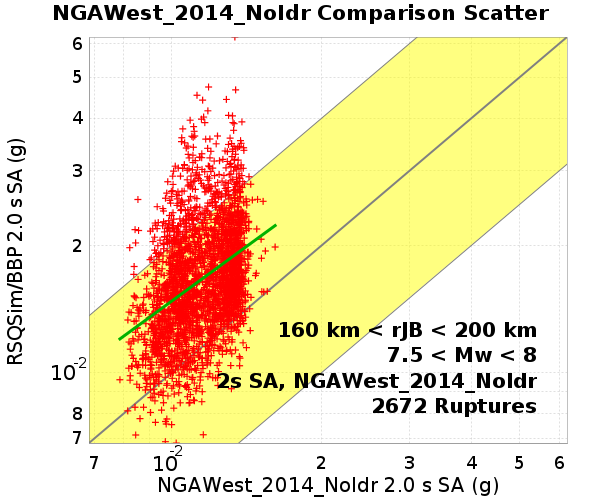 NGAWest_2014_NoIdr Comparison Scatter
RSQSim/BBP 2.0 s SA (g)
6
5
4
3
2
10-2
8
7
160 km < rJB < 200 km
7.5 < Mw < 8
2s SA, NGAWest_2014_NoIdr
2672 Ruptures
7 10-2 2 3 4 5 6
NGAWest_2014_NoIdr 2.0 s SA (g)